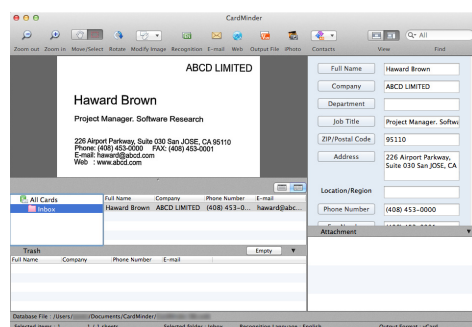 CardMinder
All
Zoom out Zoom in Move/Select Rotate Modify Image Recognition E-mail Web Output File iPhoto Contacts View Find
ABCD LIMITED
Haward Brown
Project Manager. Software Research
226 Airport Parkway, Suite 030 San JOSE, CA 95110
Phone: (408) 453-0000 FAX: (408) 453-0001
E-mail: haward@abcd.com
Web : www.abcd.com
Full Name Haward Brown
Company ABCD LIMITED
Department
Job Title Project Manager. Softwa
ZIP/Postal Code 95110
Address 226 Airport Parkway,
Suite 030 San JOSE, CA
Location/Region
Phone Number (408) 453-0000
Attachment
All Cards
Inbox
Full Name Company Phone Number E-mail
Haward Brown ABCD LIMITED (408) 453-0... haward@abc...
Trash Empty
Full Name Company Phone Number E-mail
Database File : /Users/ /Documents/CardMinder/
Selected items : 1 1 / 1 sheets Selected folder : Inbox Recognition Language : English Output Format : vCard